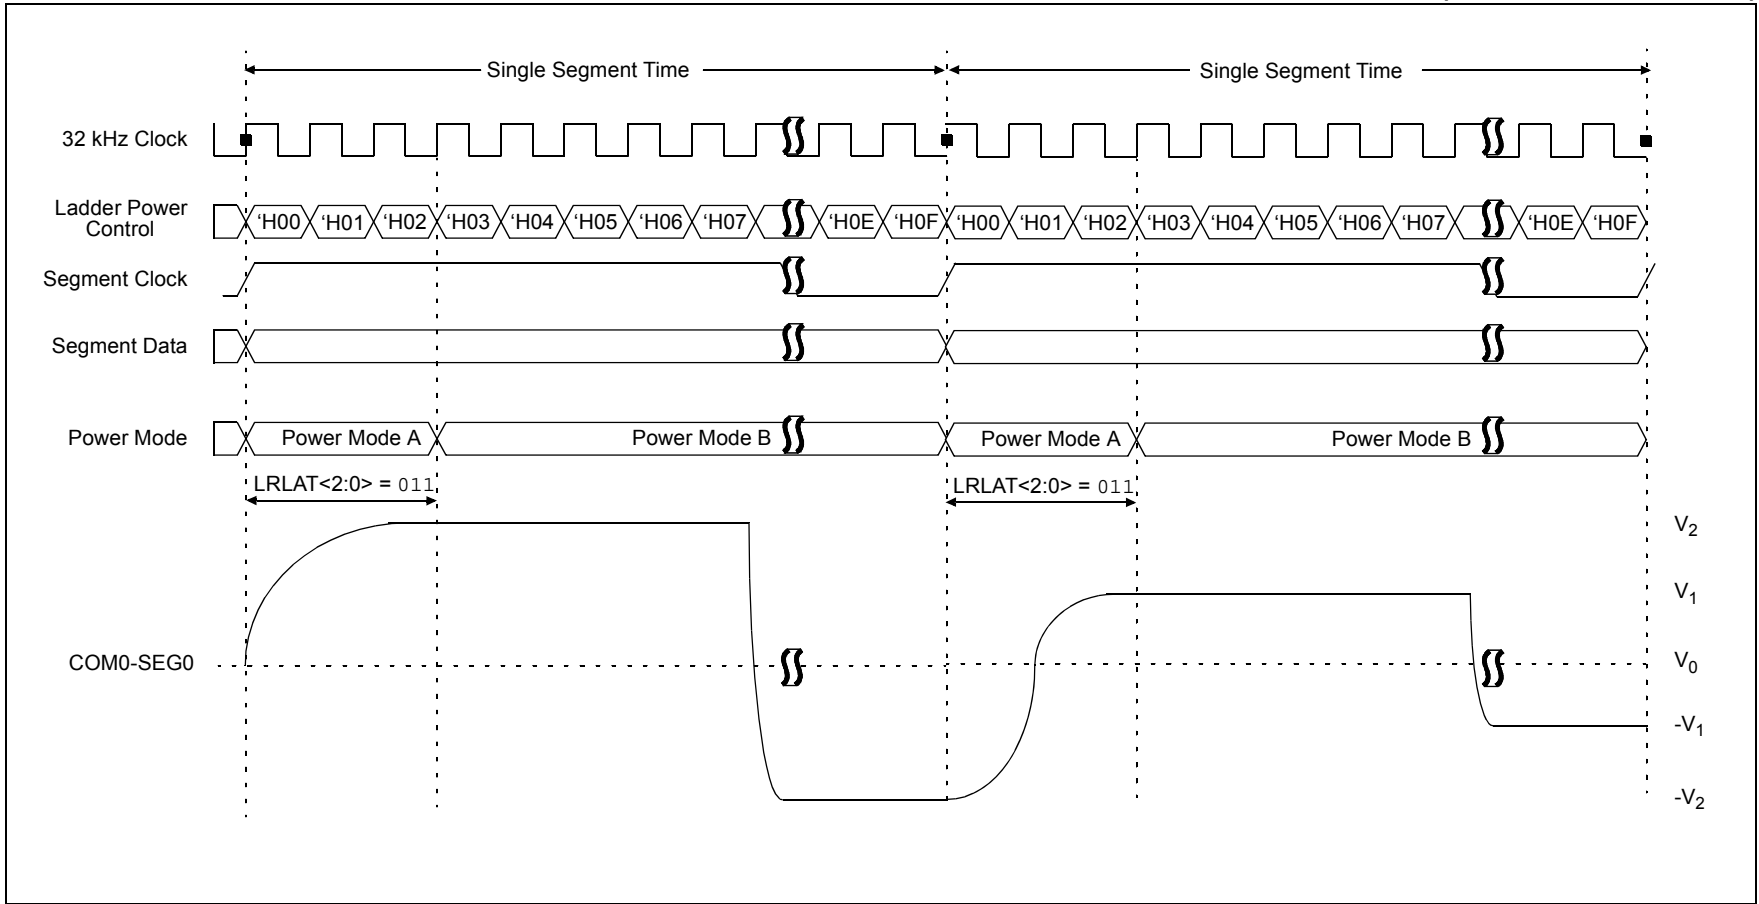 Single Segment Time Single Segment Time
32 kHz Clock
Ladder Power
Control
‘H00 ‘H01 ‘H02 ‘H03 ‘H04 ‘H05 ‘H06 ‘H07 ‘H0E ‘H0F ‘H00 ‘H01 ‘H02 ‘H03 ‘H04 ‘H05 ‘H06 ‘H07 ‘H0E ‘H0F
Segment Clock
Segment Data
Power Mode Power Mode A Power Mode B Power Mode A Power Mode B
LRLAT<2:0> = 011 LRLAT<2:0> = 011
V2
V1
COM0-SEG0 V0
-V1
-V2